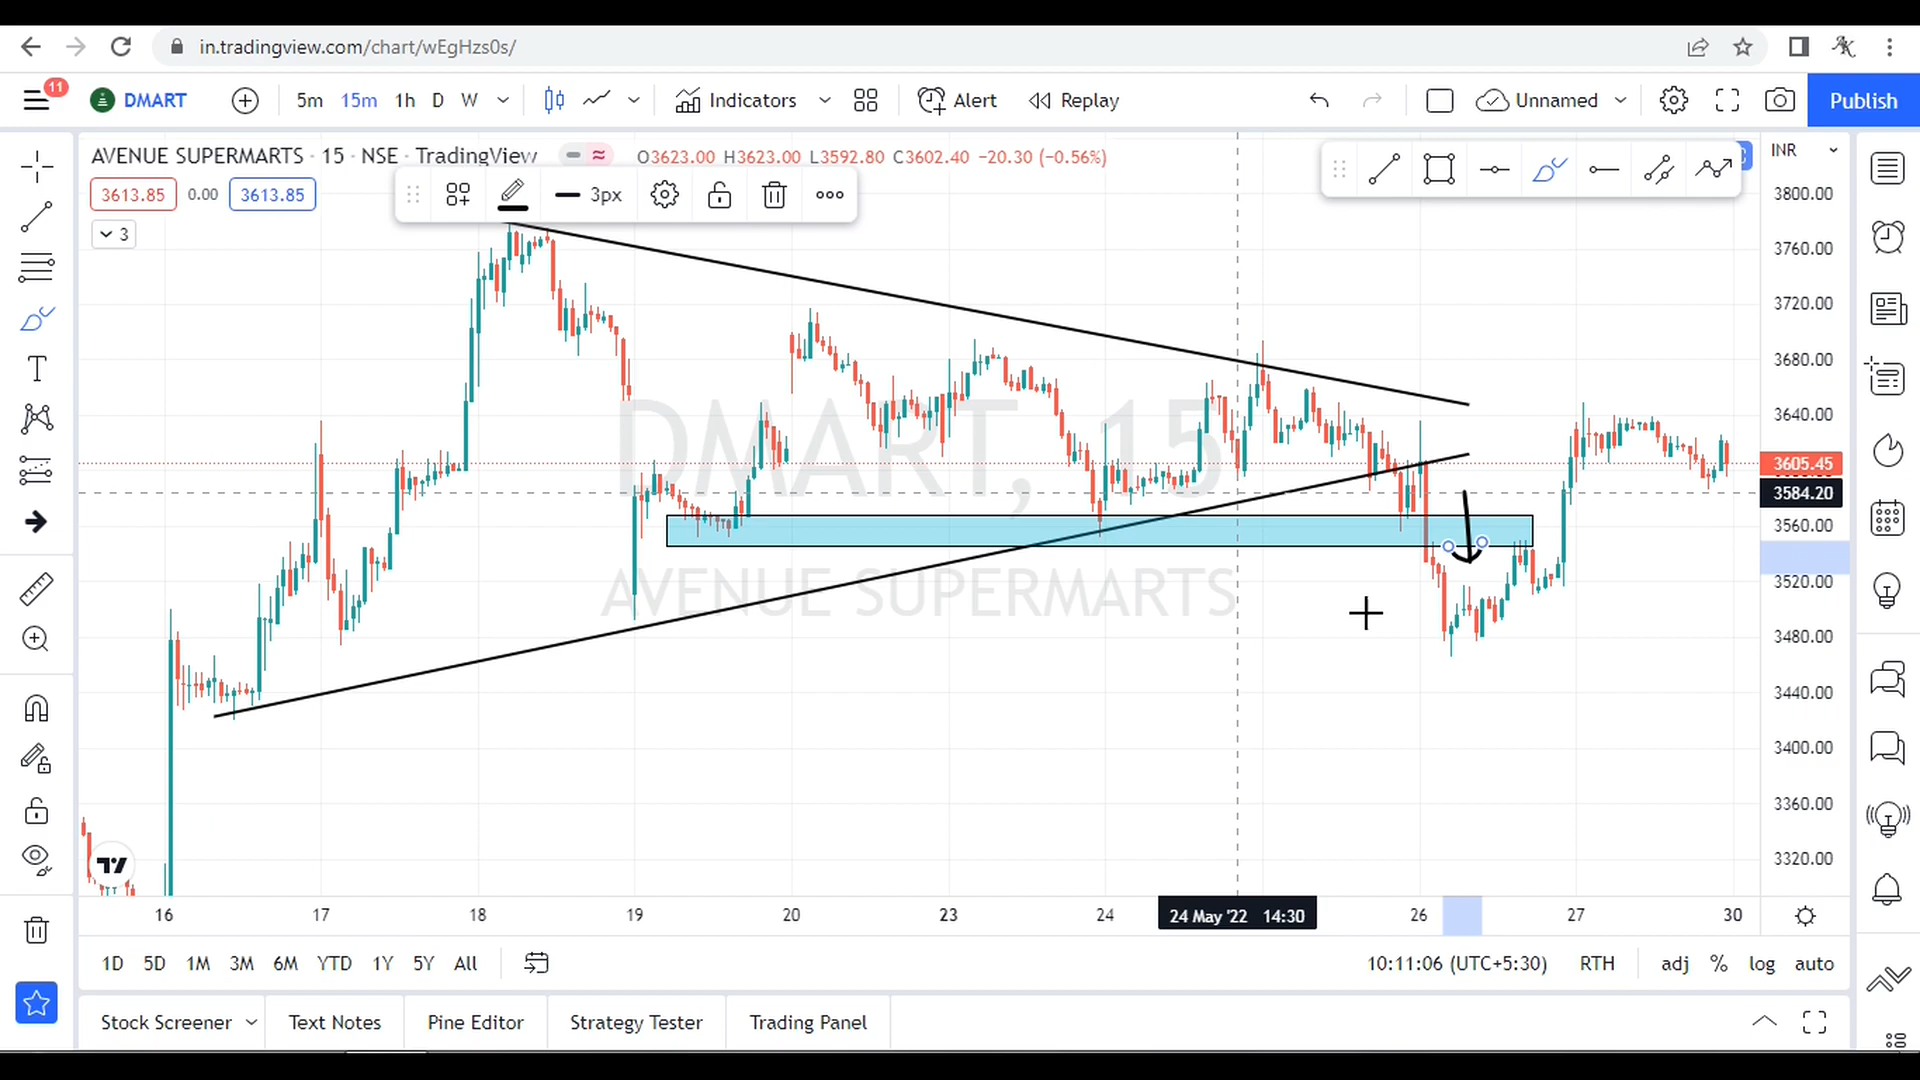 in.tradingview.com/chart/wEgHzs0s/
11
DMART 5m 15m 1h D W Indicators Alert Replay Unnamed Publish
AVENUE SUPERMARTS · 15 · NSE · TradingView O3623.00 H3623.00 L3592.80 C3602.40 −20.30 (−0.56%)
INR
3613.85 0.00 3613.85
3px
3
3800.00
3760.00
3720.00
3680.00
3640.00
3605.45
3584.20
3560.00
3520.00
3480.00
3440.00
3400.00
3360.00
3320.00
DMART, 15
AVENUE SUPERMARTS
16 17 18 19 20 23 24 24 May '22 14:30 26 27 30
1D 5D 1M 3M 6M YTD 1Y 5Y All 10:11:06 (UTC+5:30) RTH adj % log auto
Stock Screener Text Notes Pine Editor Strategy Tester Trading Panel